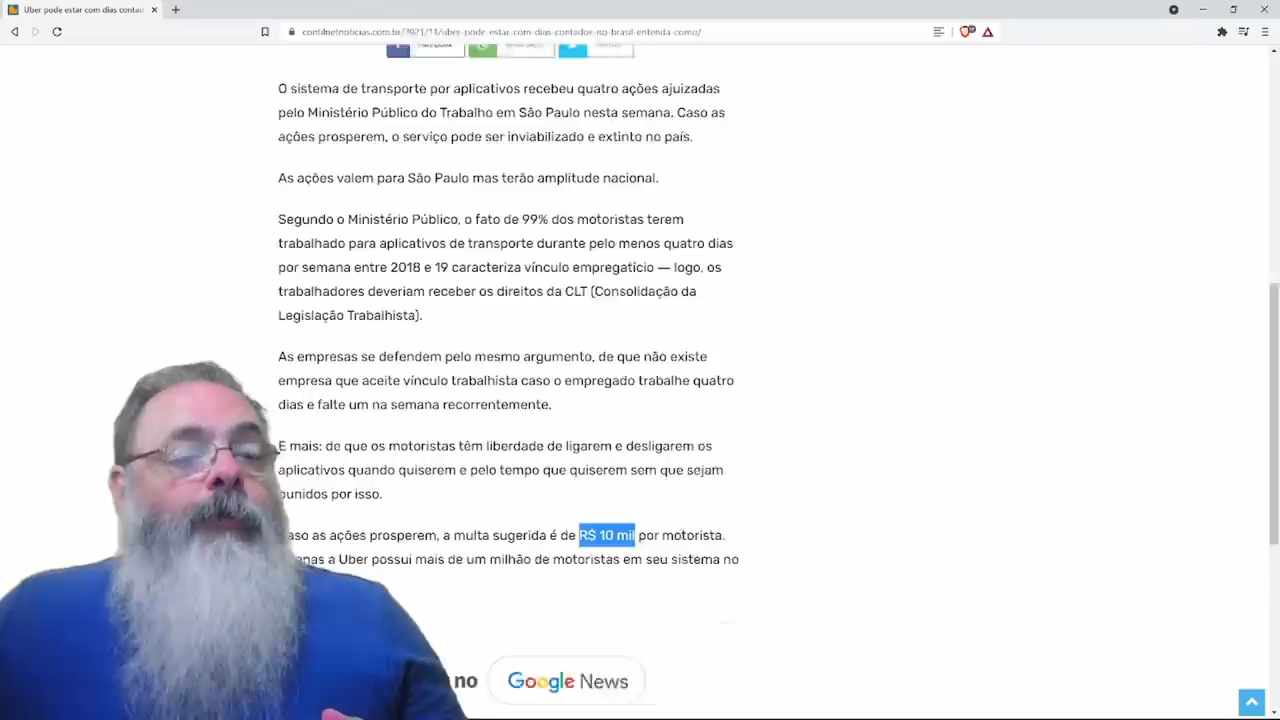 Uber pode estar com dias contad
contilnetnoticias.com.br/2021/11/uber-pode-estar-com-dias-contados-no-brasil-entenda-como/
O sistema de transporte por aplicativos recebeu quatro ações ajuizadas
pelo Ministério Público do Trabalho em São Paulo nesta semana. Caso as
ações prosperem, o serviço pode ser inviabilizado e extinto no país.
As ações valem para São Paulo mas terão amplitude nacional.
Segundo o Ministério Público, o fato de 99% dos motoristas terem
trabalhado para aplicativos de transporte durante pelo menos quatro dias
por semana entre 2018 e 19 caracteriza vínculo empregatício — logo, os
trabalhadores deveriam receber os direitos da CLT (Consolidação da
Legislação Trabalhista).
As empresas se defendem pelo mesmo argumento, de que não existe
empresa que aceite vínculo trabalhista caso o empregado trabalhe quatro
dias e falte um na semana recorrentemente.
E mais: de que os motoristas têm liberdade de ligarem e desligarem os
aplicativos quando quiserem e pelo tempo que quiserem sem que sejam
punidos por isso.
aso as ações prosperem, a multa sugerida é de R$ 10 mil por motorista.
nas a Uber possui mais de um milhão de motoristas em seu sistema no
no Google News